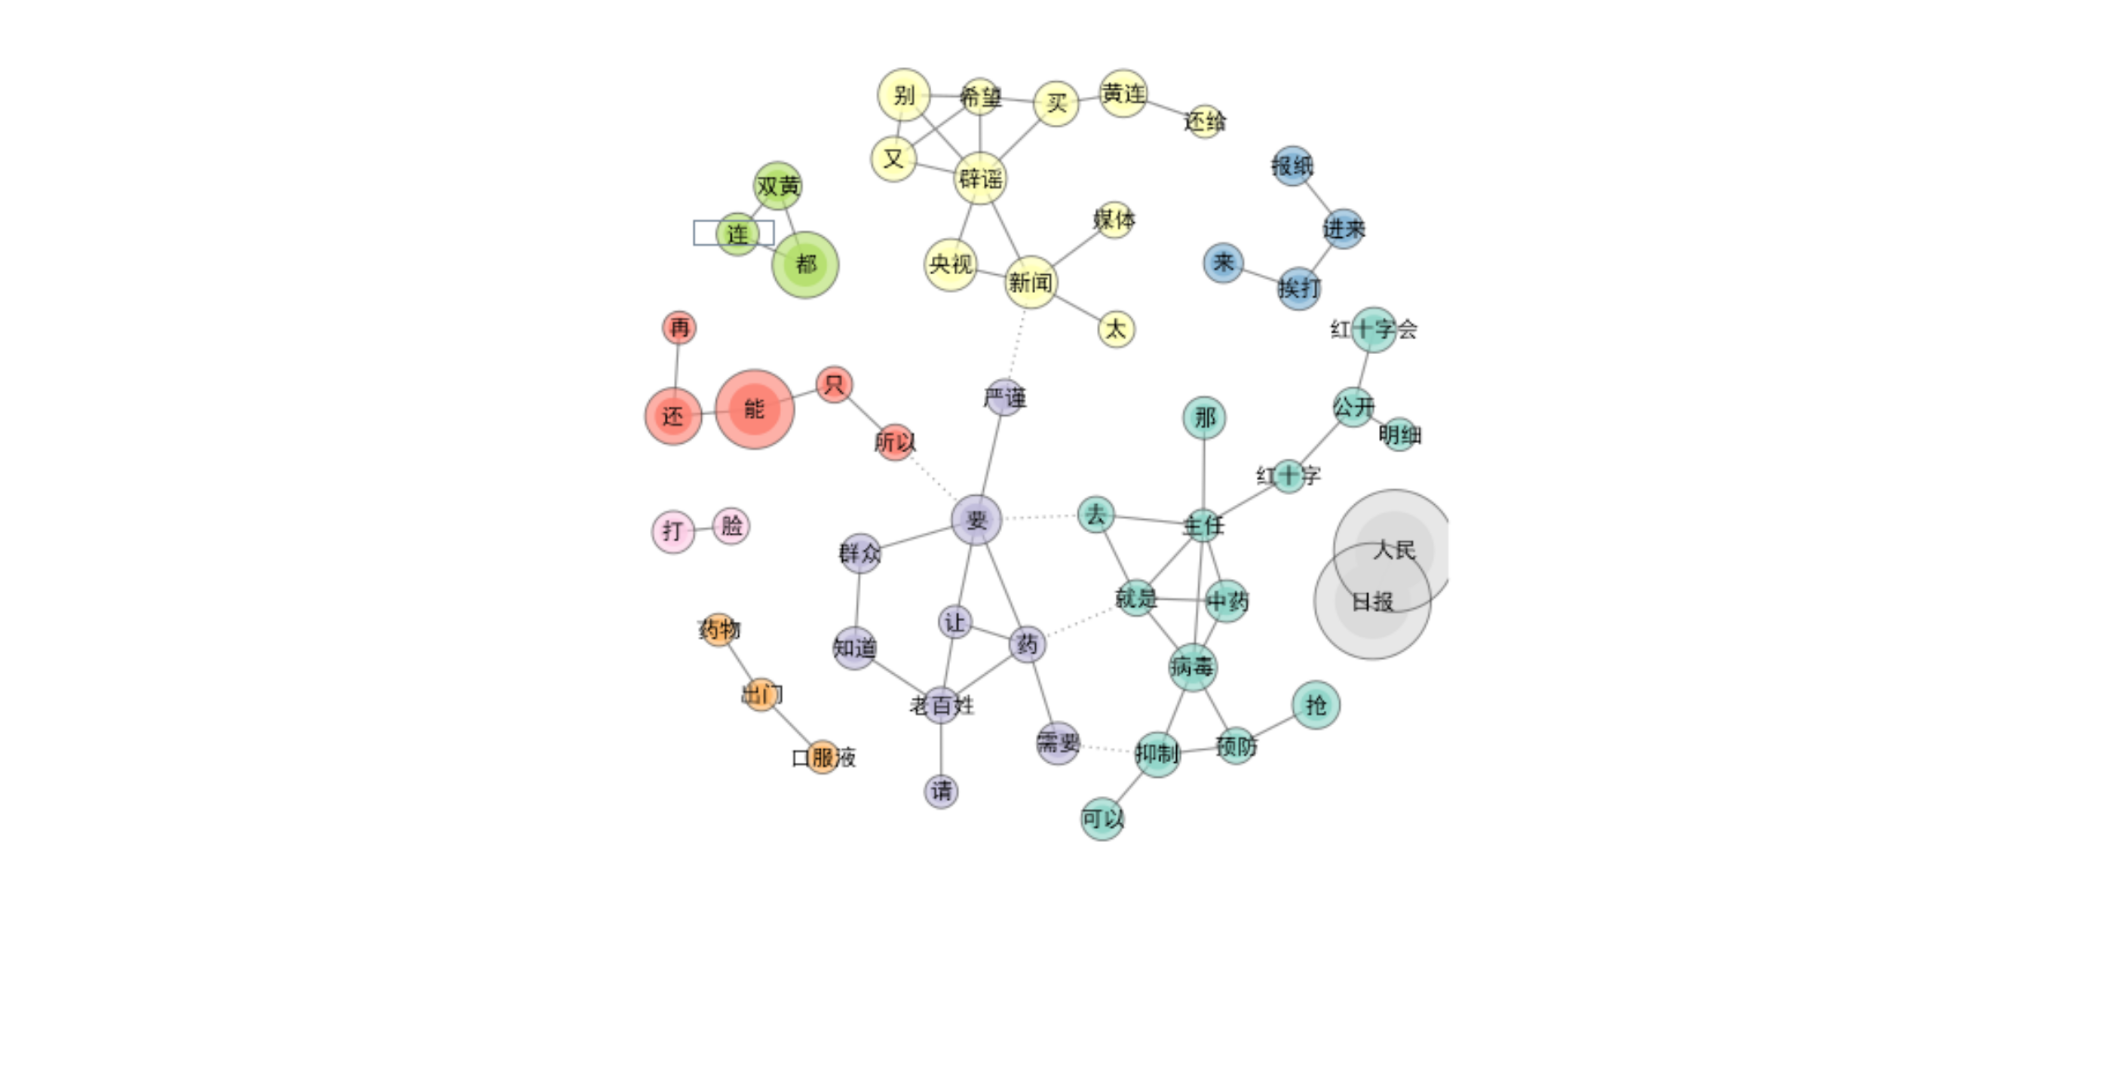 别
希望
买
黄连
还给
又
辟谣
报纸
双黄
连
都
媒体
进来
央视
新闻
来
挨打
太
再
红十字会
还
能
只
所以
严谨
那
公开
明细
红十字
打
脸
要
去
主任
人民
日报
群众
让
药
就是
中药
知道
老百姓
病毒
药物
出门
口服液
需要
抑制
预防
抢
请
可以